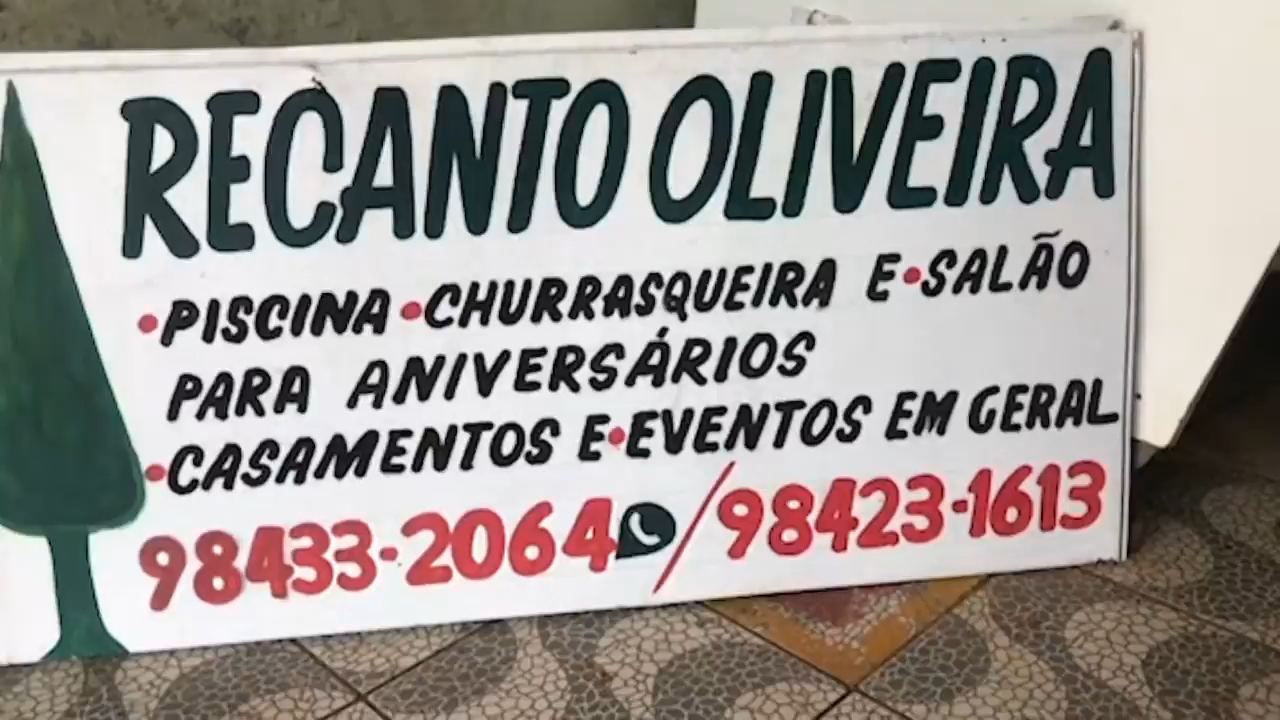 RECANTO OLIVEIRA
•PISCINA •CHURRASQUEIRA E •SALÃO
PARA ANIVERSÁRIOS
•CASAMENTOS E •EVENTOS EM GERAL
98433-2064 / 98423-1613